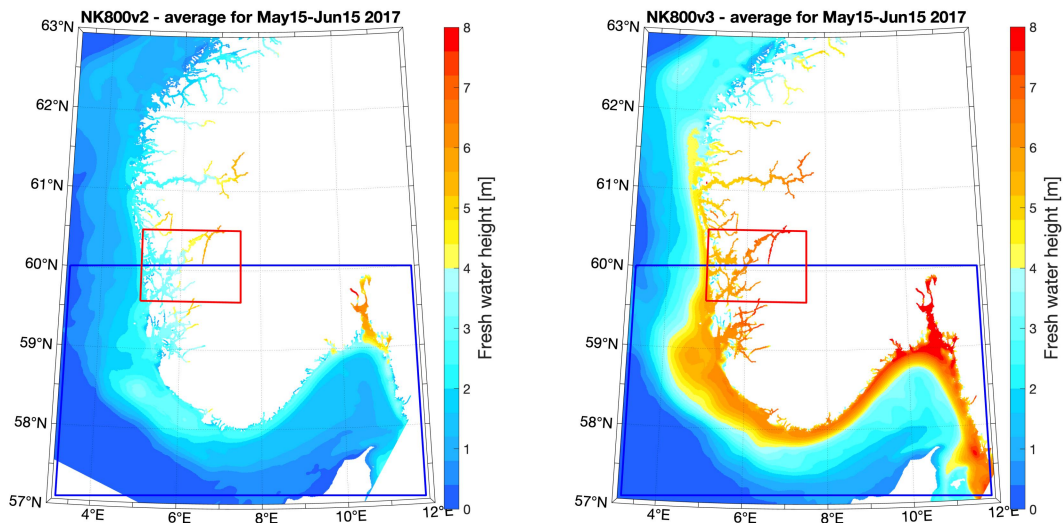 NK800v2 - average for May15-Jun15 2017
63°N
62°N
61°N
60°N
59°N
58°N
57°N
4°E
6°E
8°E
10°E
12°E
8
7
6
5
4
3
2
1
0
Fresh water height [m]
NK800v3 - average for May15-Jun15 2017
63°N
62°N
61°N
60°N
59°N
58°N
57°N
4°E
6°E
8°E
10°E
12°E
8
7
6
5
4
3
2
1
0
Fresh water height [m]